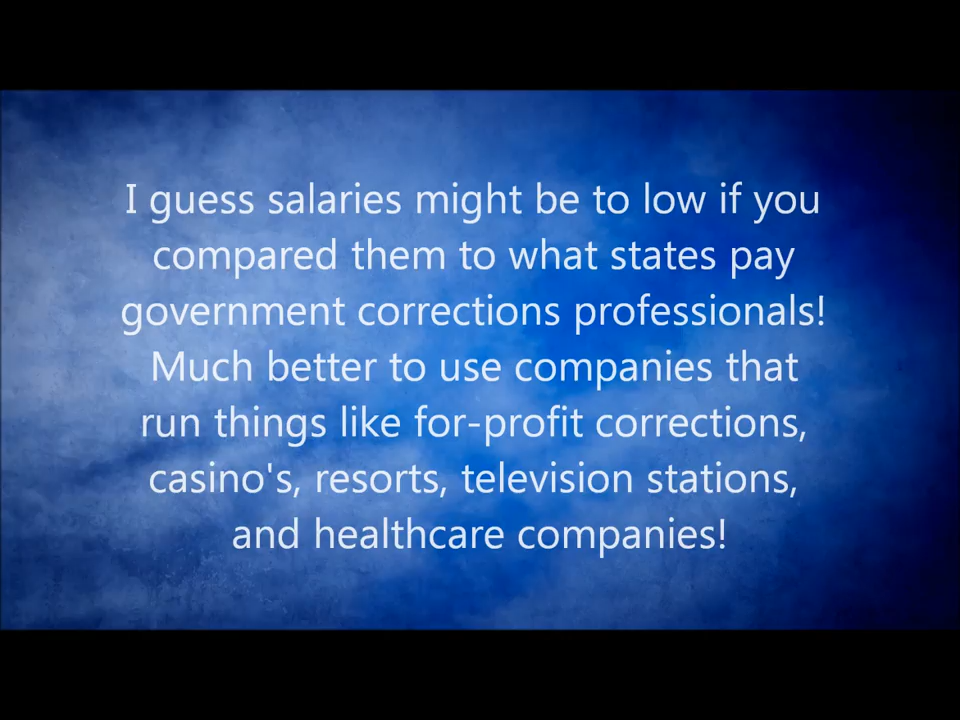 I guess salaries might be to low if you
compared them to what states pay
government corrections professionals!
Much better to use companies that
run things like for-profit corrections,
casino's, resorts, television stations,
and healthcare companies!